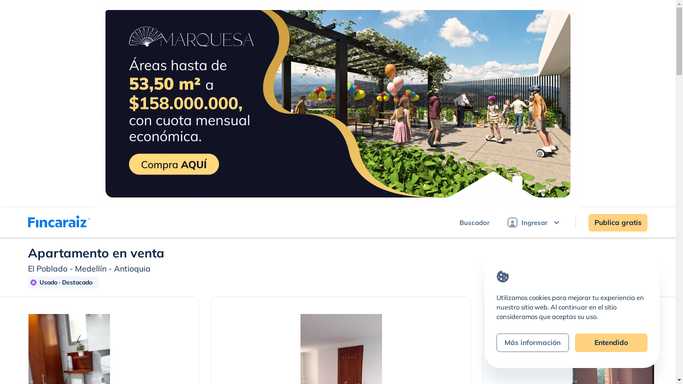 MARQUESA
Áreas hasta de
53,50 m² a
$158.000.000,
con cuota mensual
económica.
Compra AQUÍ
Fincaraiz
Buscador
Ingresar
Publica gratis
Apartamento en venta
El Poblado - Medellín - Antioquia
Usado · Destacado
Utilizamos cookies para mejorar tu experiencia en
nuestro sitio web. Al continuar en el sitio
consideramos que aceptas su uso.
Más información
Entendido